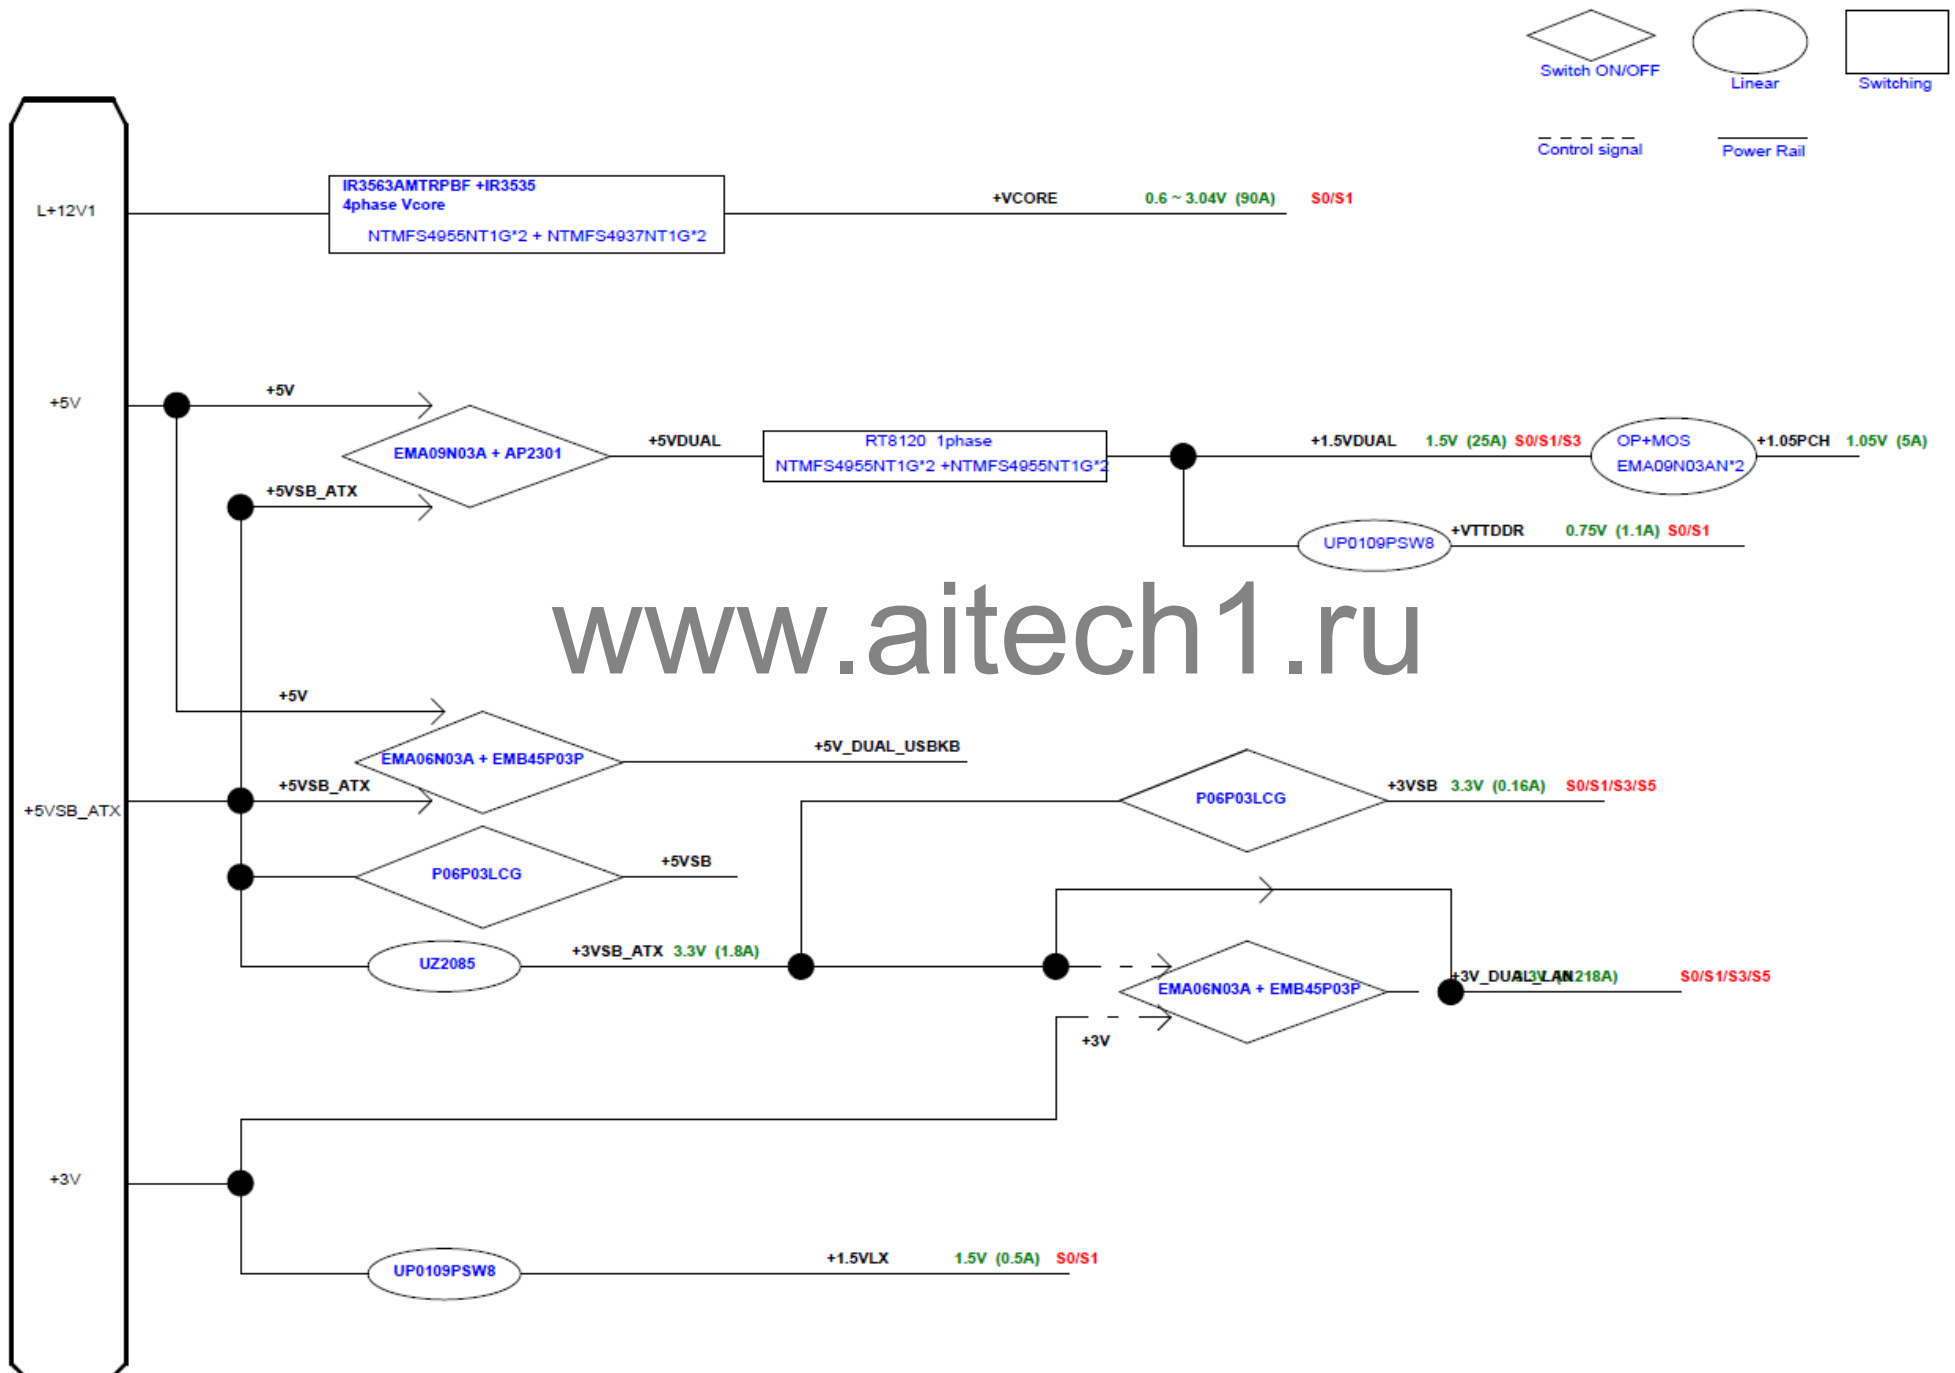 Switch ON/OFF
Linear
Switching
Control signal
Power Rail
L+12V1
IR3563AMTRPBF +IR3535
4phase Vcore
NTMFS4955NT1G*2 + NTMFS4937NT1G*2
+VCORE 0.6 ~ 3.04V (90A) S0/S1
+5V
+5V
EMA09N03A + AP2301
+5VDUAL
RT8120 1phase
NTMFS4955NT1G*2 +NTMFS4955NT1G*2
+1.5VDUAL 1.5V (25A) S0/S1/S3
OP+MOS
EMA09N03AN*2
+1.05PCH 1.05V (5A)
+5VSB_ATX
UP0109PSW8
+VTTDDR 0.75V (1.1A) S0/S1
www.aitech1.ru
+5V
EMA06N03A + EMB45P03P
+5V_DUAL_USBKB
+5VSB_ATX
+5VSB_ATX
P06P03LCG
+3VSB 3.3V (0.16A) S0/S1/S3/S5
P06P03LCG
+5VSB
UZ2085
+3VSB_ATX 3.3V (1.8A)
EMA06N03A + EMB45P03P
+3V_DUAL_LAN S0/S1/S3/S5
+3V
+3V
UP0109PSW8
+1.5VLX 1.5V (0.5A) S0/S1